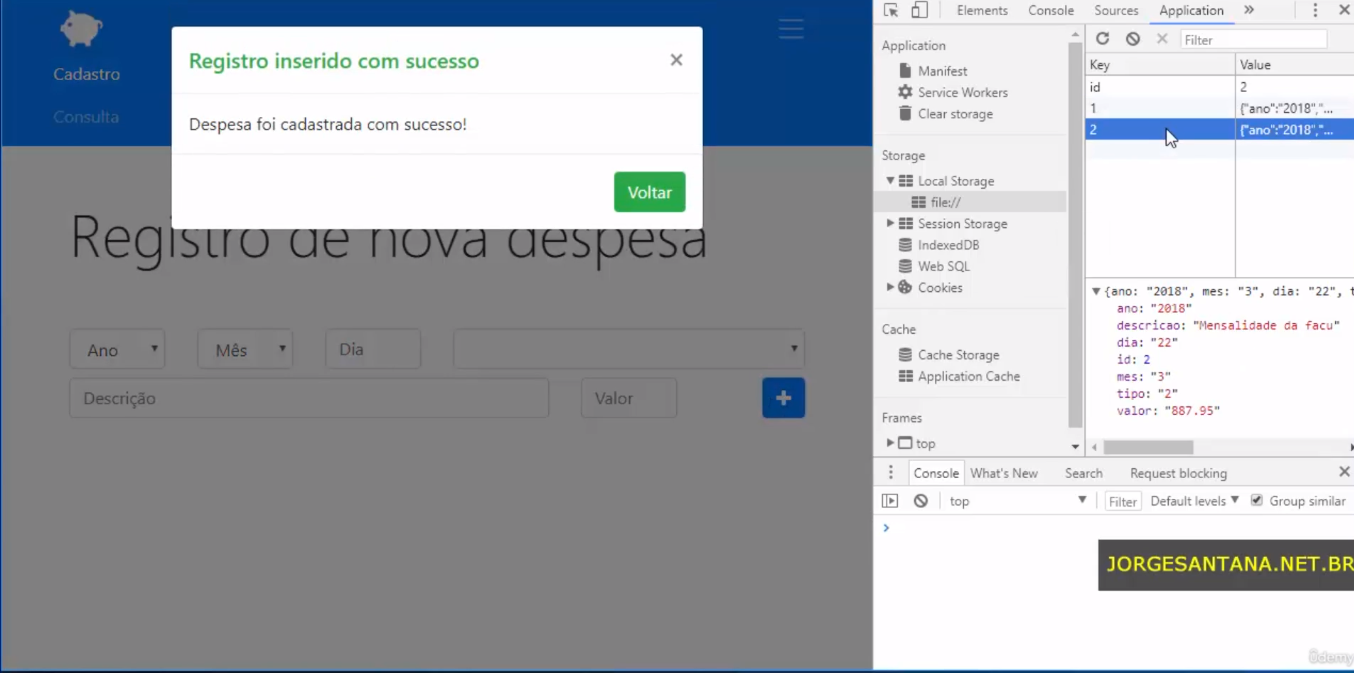 Cadastro
Consulta
Registro inserido com sucesso
×
Despesa foi cadastrada com sucesso!
Voltar
Registro de nova despesa
Ano
Mês
Dia
Descrição
Valor
+
Elements Console Sources Application »
Application
Manifest
Service Workers
Clear storage
Storage
Local Storage
file://
Session Storage
IndexedDB
Web SQL
Cookies
Cache
Cache Storage
Application Cache
Frames
top
Filter
Key Value
id 2
1 {"ano":"2018","...
2 {"ano":"2018","...
{ano: "2018", mes: "3", dia: "22", t
ano: "2018"
descricao: "Mensalidade da facu"
dia: "22"
id: 2
mes: "3"
tipo: "2"
valor: "887.95"
Console What's New Search Request blocking
top Filter Default levels Group similar
>
JORGESANTANA.NET.BR
ûdemy